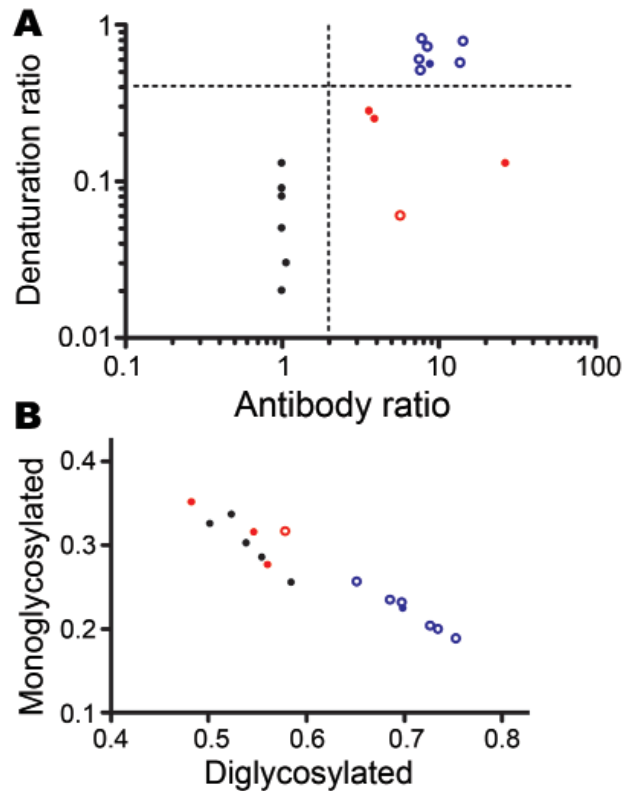 A
Denaturation ratio
1
0.1
0.01
0.1 1 10 100
Antibody ratio
B
Monoglycosylated
0.4
0.3
0.2
0.1
0.4 0.5 0.6 0.7 0.8
Diglycosylated